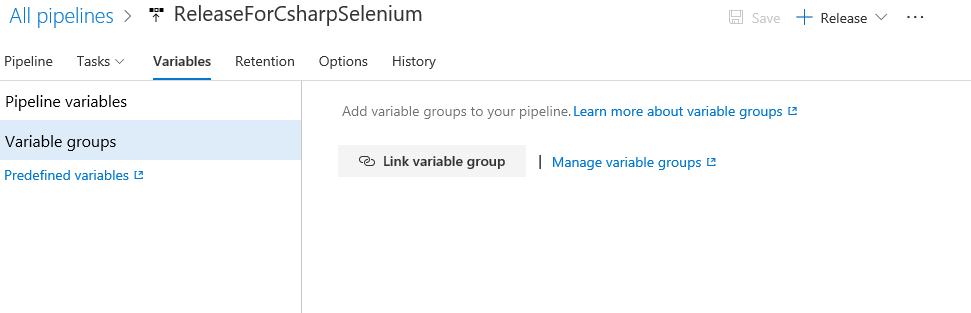 All pipelines > ReleaseForCsharpSelenium Save + Release ...
Pipeline Tasks Variables Retention Options History
Pipeline variables
Variable groups
Predefined variables
Add variable groups to your pipeline. Learn more about variable groups
Link variable group | Manage variable groups